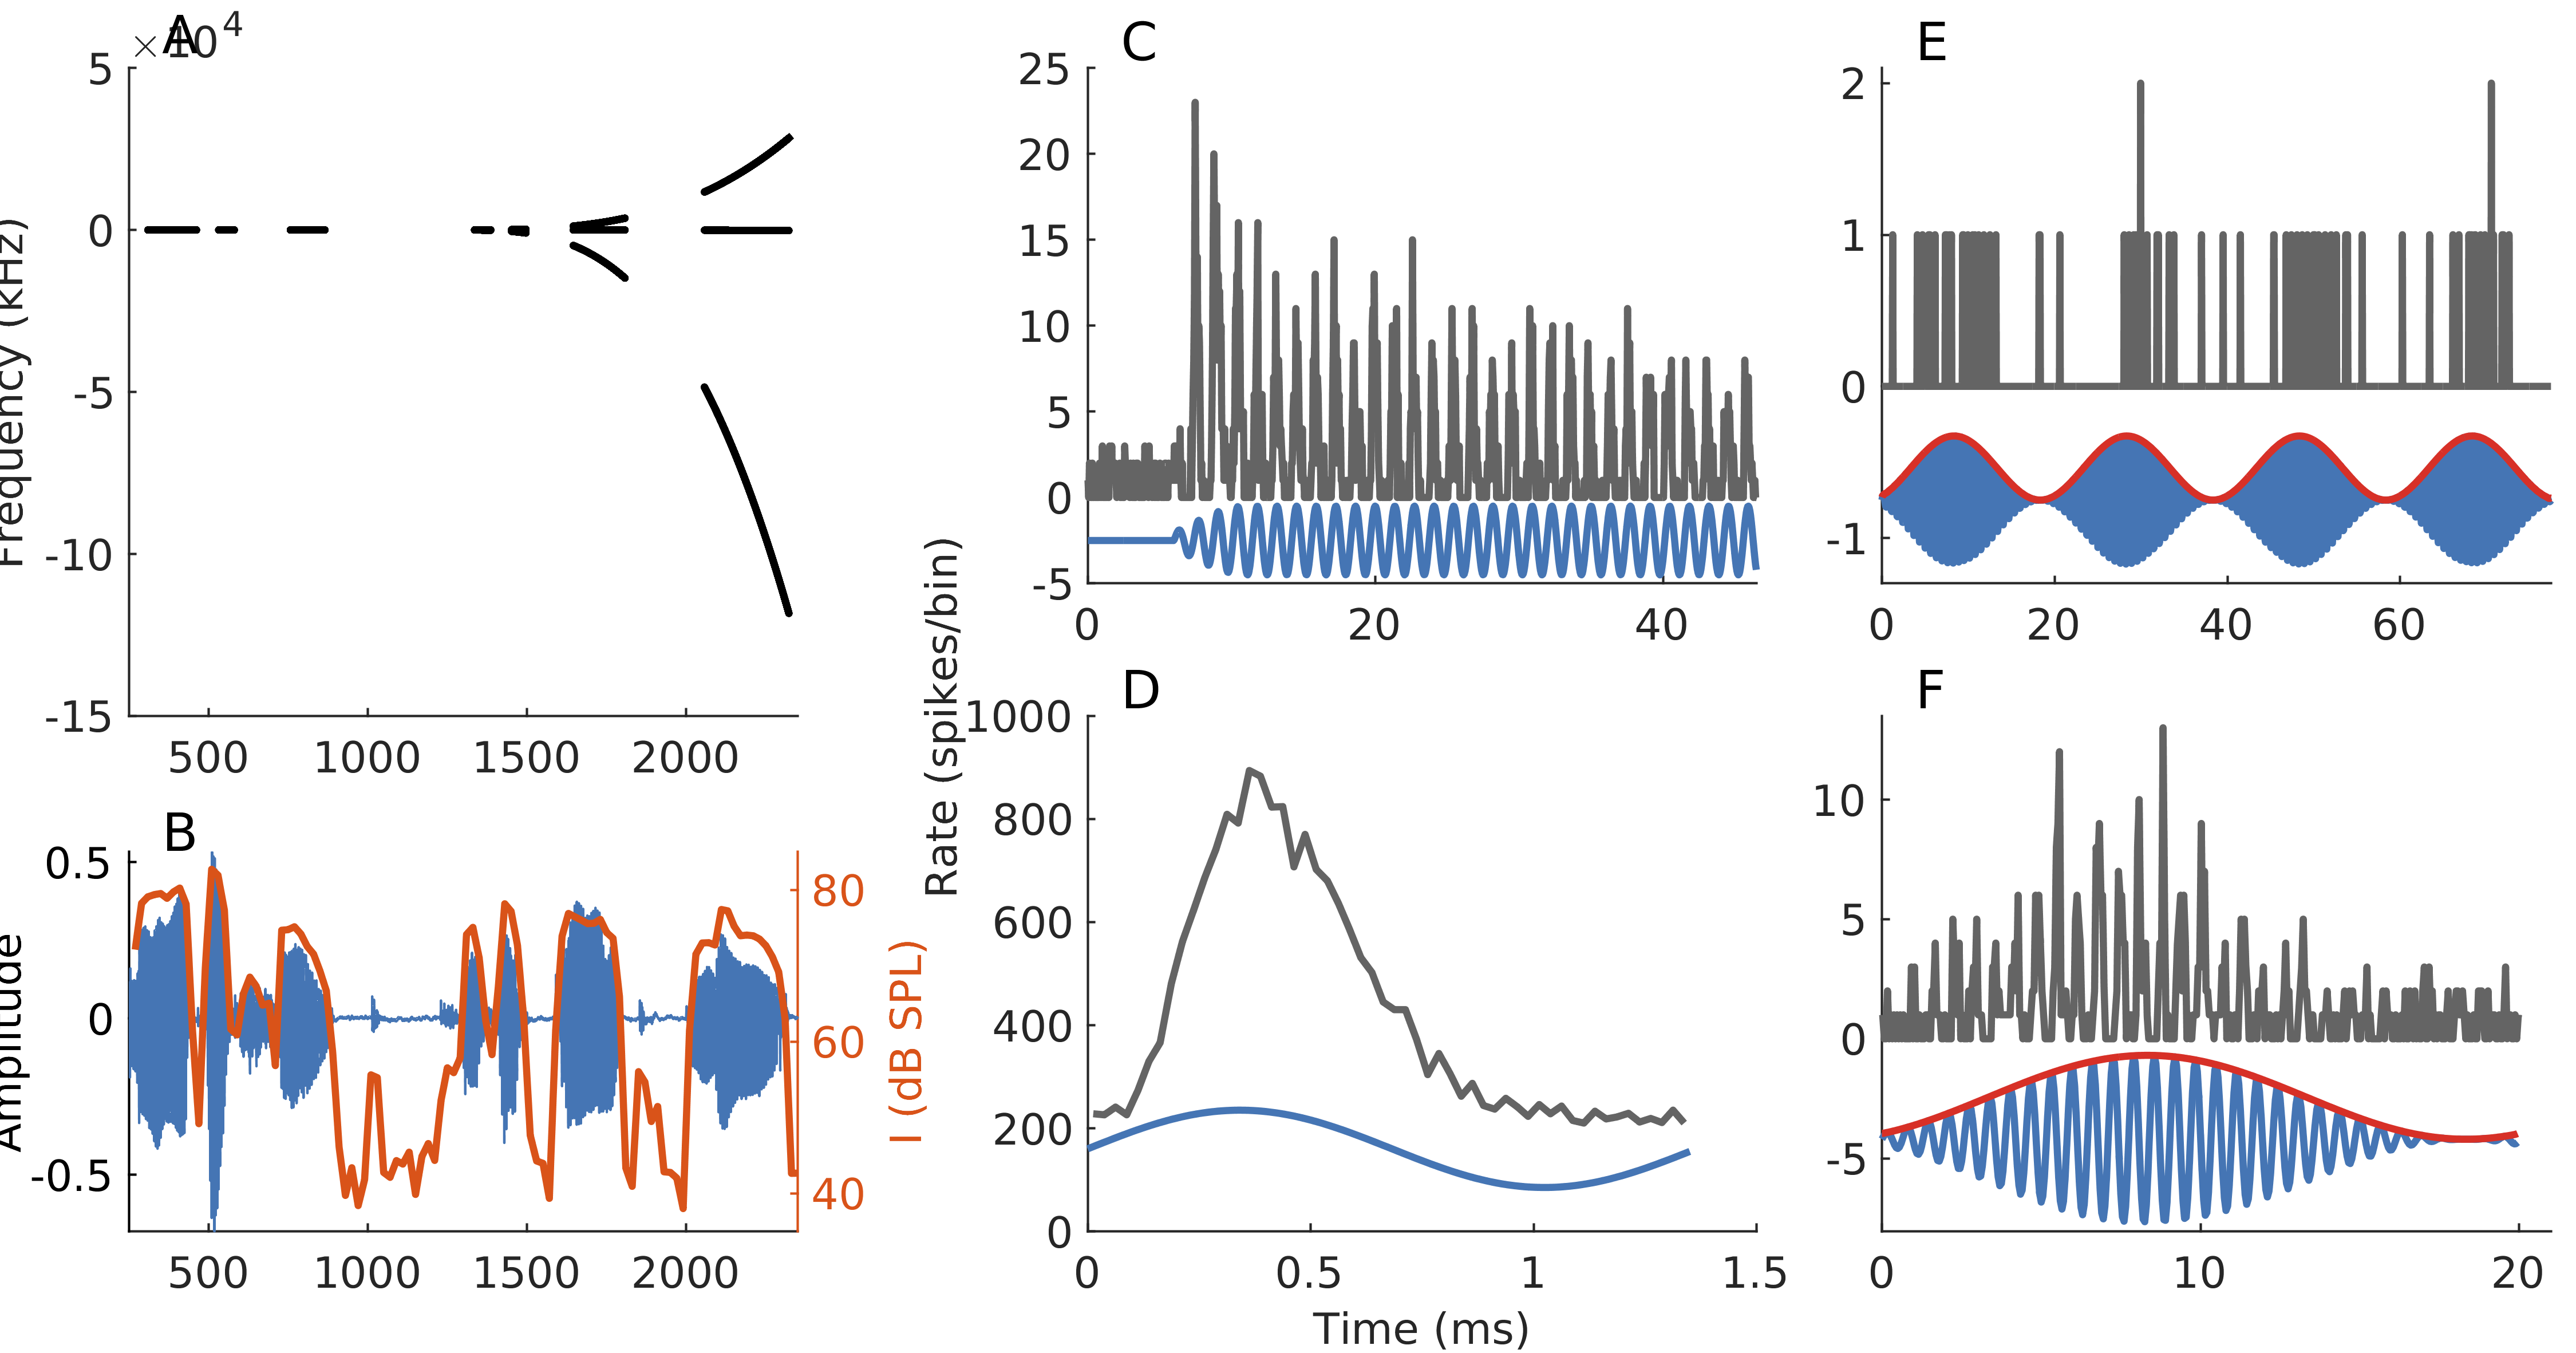 A
×10^4
5
0
-5
-10
-15
Frequency (kHz)
500 1000 1500 2000
B
0.5
0
-0.5
Amplitude
80
60
40
I (dB SPL)
500 1000 1500 2000
C
25
20
15
10
5
0
-5
0 20 40
Rate (spikes/bin)
D
1000
800
600
400
200
0
0 0.5 1 1.5
Time (ms)
E
2
1
0
-1
0 20 40 60
F
10
5
0
-5
0 10 20